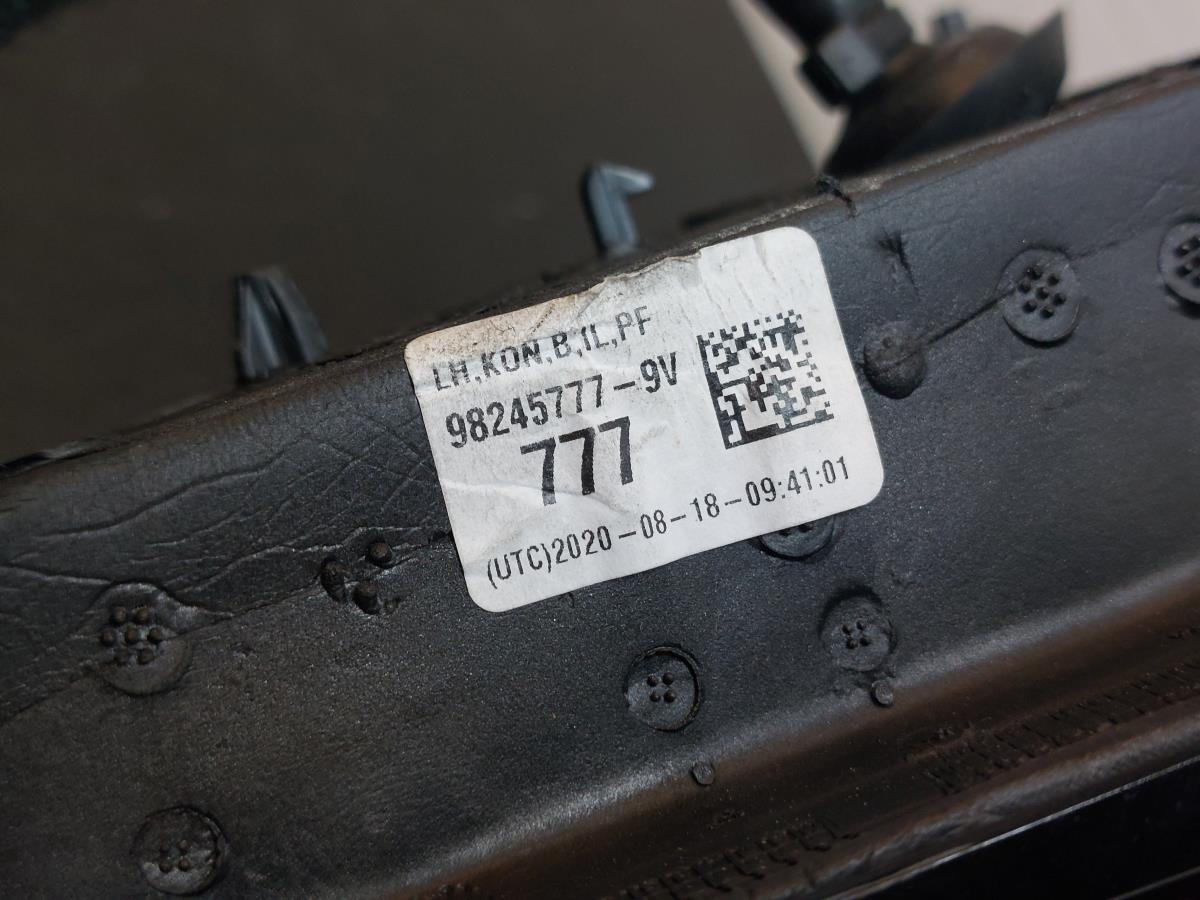 LH,KON,B,IL,PF
98245777-9V
777
(UTC)2020-08-18-09:41:01